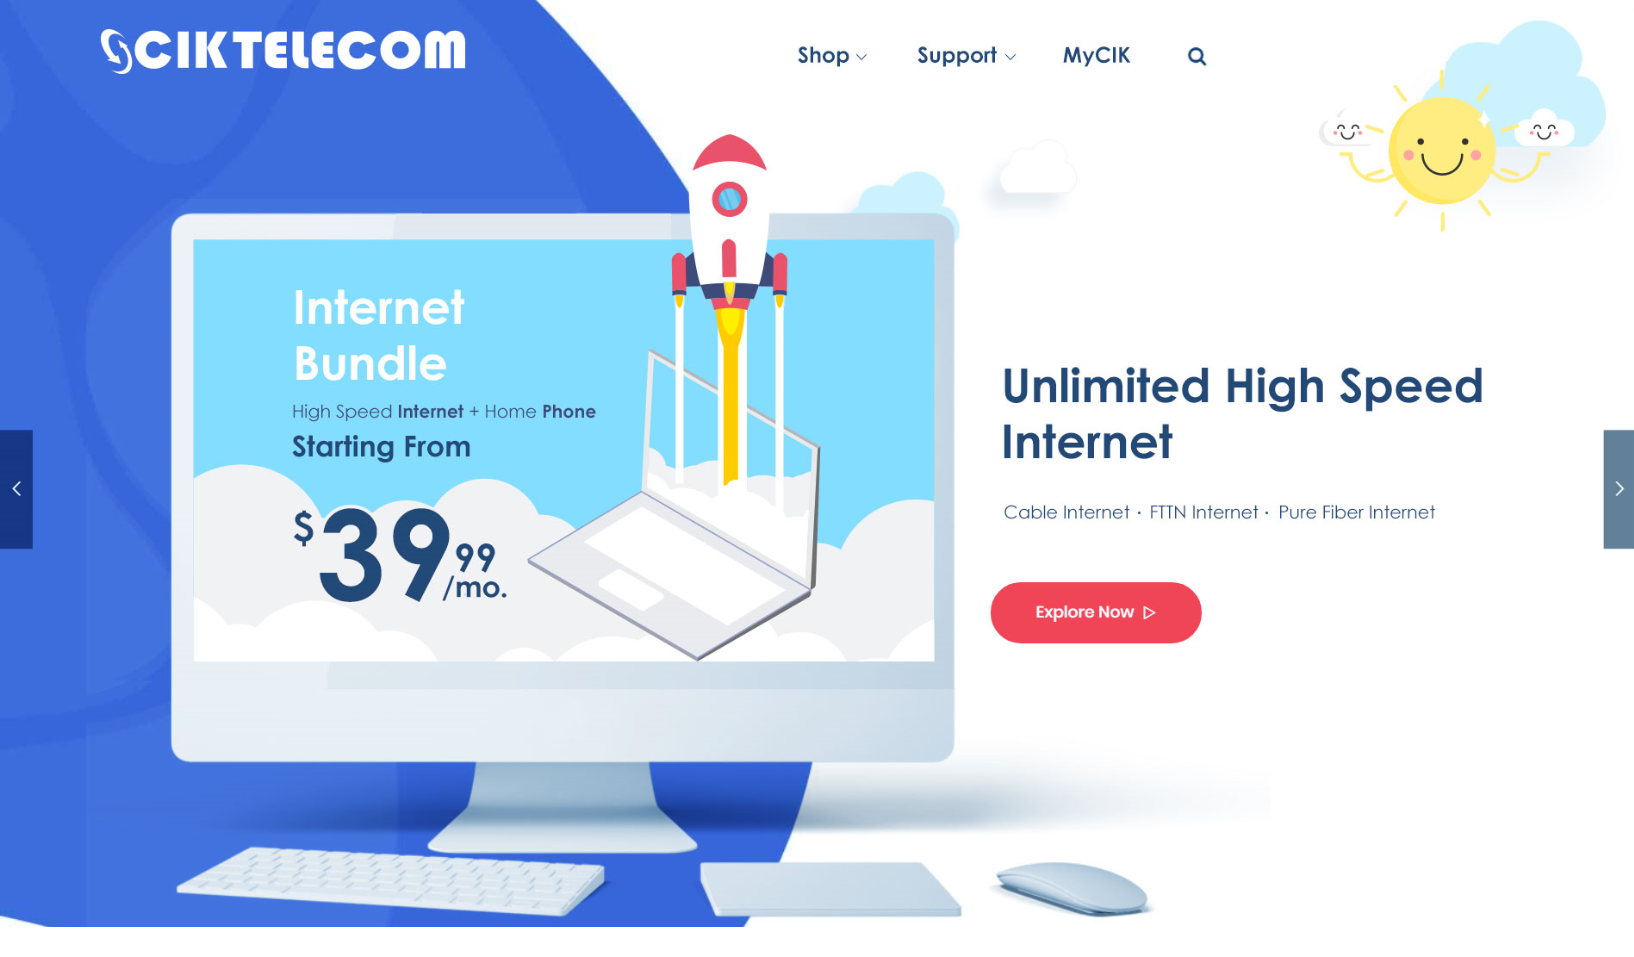 CIKTELECOM
Shop
Support
MyCIK
Internet
Bundle
High Speed Internet + Home Phone
Starting From
$39.99
/mo.
Unlimited High Speed
Internet
Cable Internet · FTTN Internet · Pure Fiber Internet
Explore Now